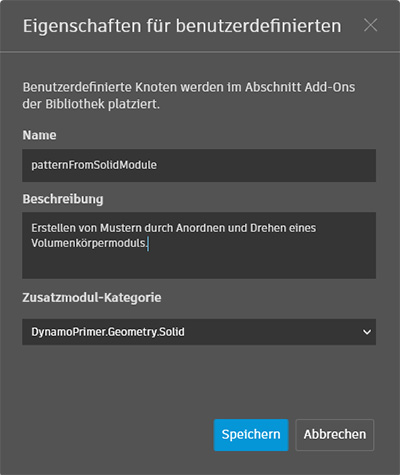 Eigenschaften für benutzerdefinierten
Benutzerdefinierte Knoten werden im Abschnitt Add-Ons
der Bibliothek platziert.
Name
patternFromSolidModule
Beschreibung
Erstellen von Mustern durch Anordnen und Drehen eines
Volumenkörpermoduls.
Zusatzmodul-Kategorie
DynamoPrimer.Geometry.Solid
Speichern
Abbrechen